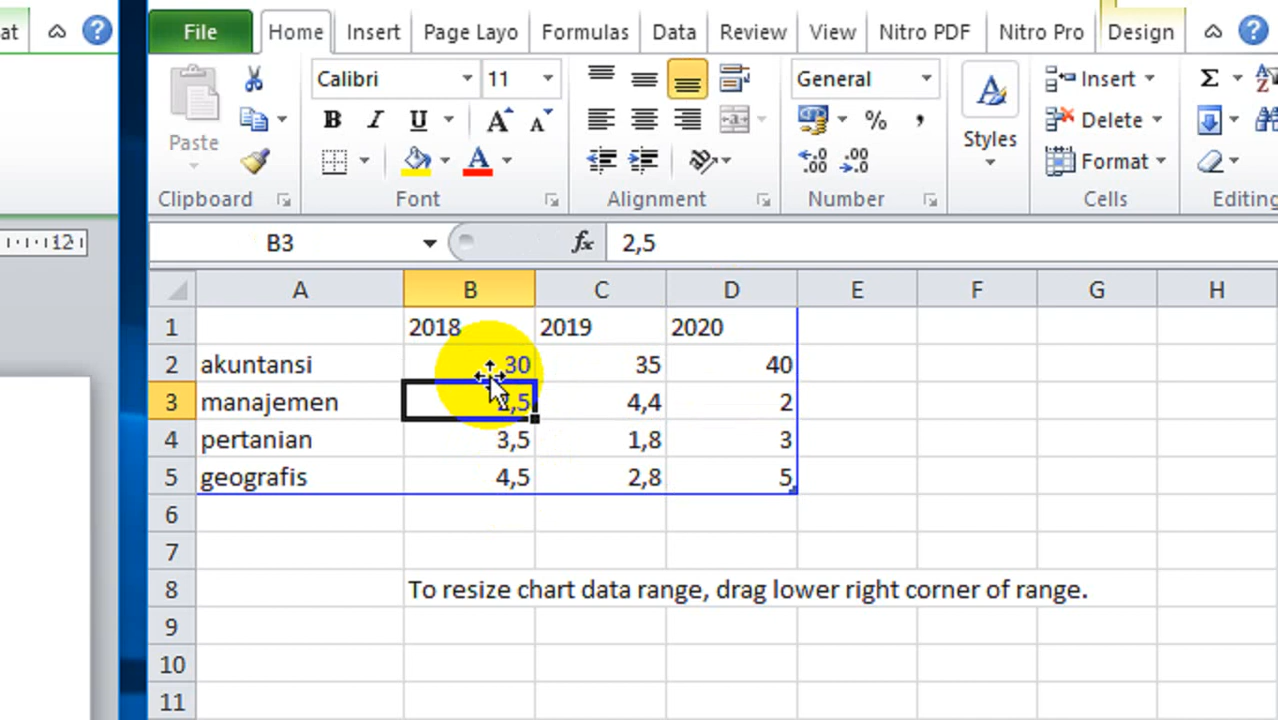 at
File Home Insert Page Layo Formulas Data Review View Nitro PDF Nitro Pro Design
Calibri 11 General Insert Σ
Paste B I U A A % , Styles Delete
A Format
Clipboard Font Alignment Number Cells Editing
12 B3 fx 2,5
A B C D E F G H
1 2018 2019 2020
2 akuntansi 30 35 40
3 manajemen 2,5 4,4 2
4 pertanian 3,5 1,8 3
5 geografis 4,5 2,8 5
6
7
8 To resize chart data range, drag lower right corner of range.
9
10
11